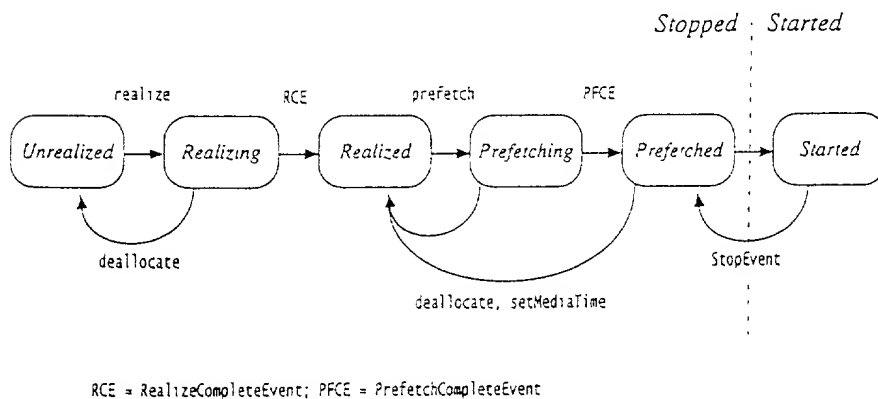 Stopped Started
realize RCE prefetch PFCE
Unrealized Realizing Realized Prefetching Prefetched Started
deallocate StopEvent
deallocate, setMediaTime
RCE = RealizeCompleteEvent; PFCE = PrefetchCompleteEvent